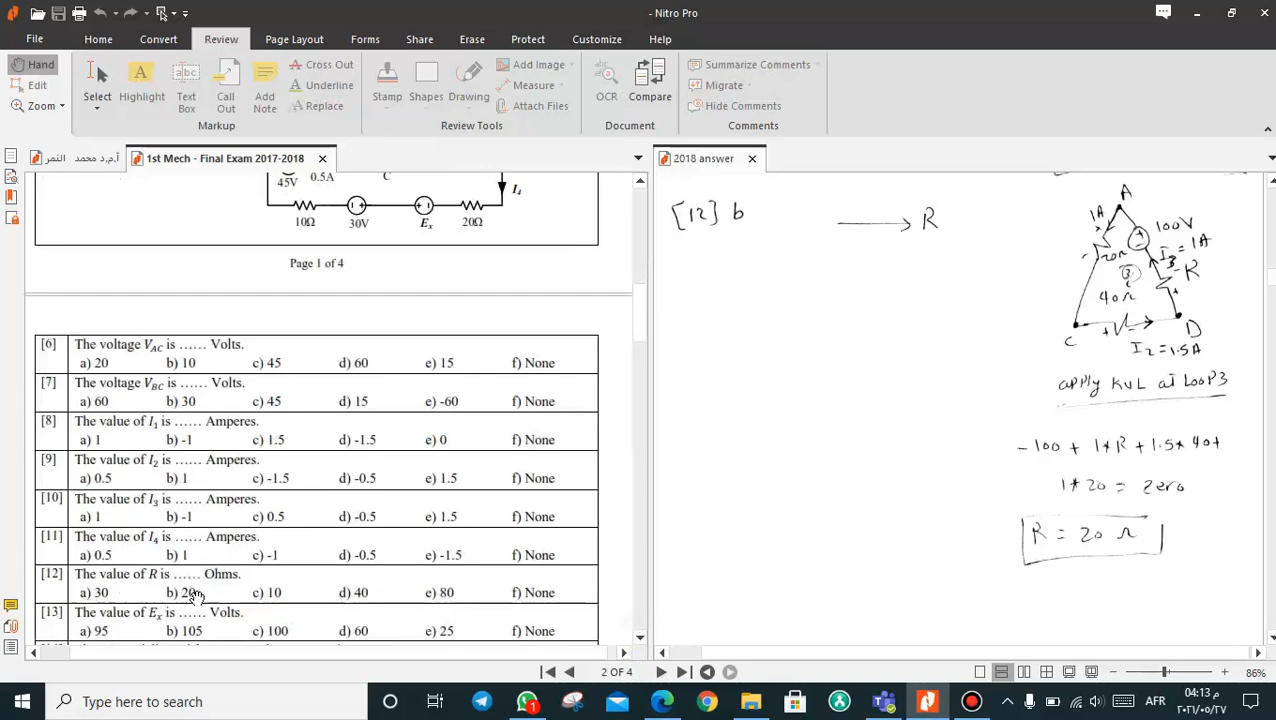 - Nitro Pro
File Home Convert Review Page Layout Forms Share Erase Protect Customize Help
Hand
Edit
Zoom
Select
Highlight
Text Box
Call Out
Add Note
Cross Out
Underline
Replace
Markup
Stamp
Shapes
Drawing
Add Image
Measure
Attach Files
Review Tools
OCR
Compare
Document
Summarize Comments
Migrate
Hide Comments
Comments
أ.م.د محمد النمر
1st Mech - Final Exam 2017-2018
2018 answer
45V 0.5A C I4
10Ω 30V Ex 20Ω
Page 1 of 4
[6] The voltage VAC is …… Volts.
a) 20 b) 10 c) 45 d) 60 e) 15 f) None
[7] The voltage VBC is …… Volts.
a) 60 b) 30 c) 45 d) 15 e) -60 f) None
[8] The value of I1 is …… Amperes.
a) 1 b) -1 c) 1.5 d) -1.5 e) 0 f) None
[9] The value of I2 is …… Amperes.
a) 0.5 b) 1 c) -1.5 d) -0.5 e) 1.5 f) None
[10] The value of I3 is …… Amperes.
a) 1 b) -1 c) 0.5 d) -0.5 e) 1.5 f) None
[11] The value of I4 is …… Amperes.
a) 0.5 b) 1 c) -1 d) -0.5 e) -1.5 f) None
[12] The value of R is …… Ohms.
a) 30 b) 20 c) 10 d) 40 e) 80 f) None
[13] The value of Ex is …… Volts.
a) 95 b) 105 c) 100 d) 60 e) 25 f) None
[12] b → R
A
1A
100V
+
-
20Ω
I3 = 1A
3
R
40Ω
C
D
I2 = 1.5A
apply KVL at Loop3
- 100 + 1*R + 1.5*40+
1*20 = zero
R = 20 Ω
2 OF 4
86%
Type here to search
AFR
04:13 م
٢٠٢١/٠٥/٢٧